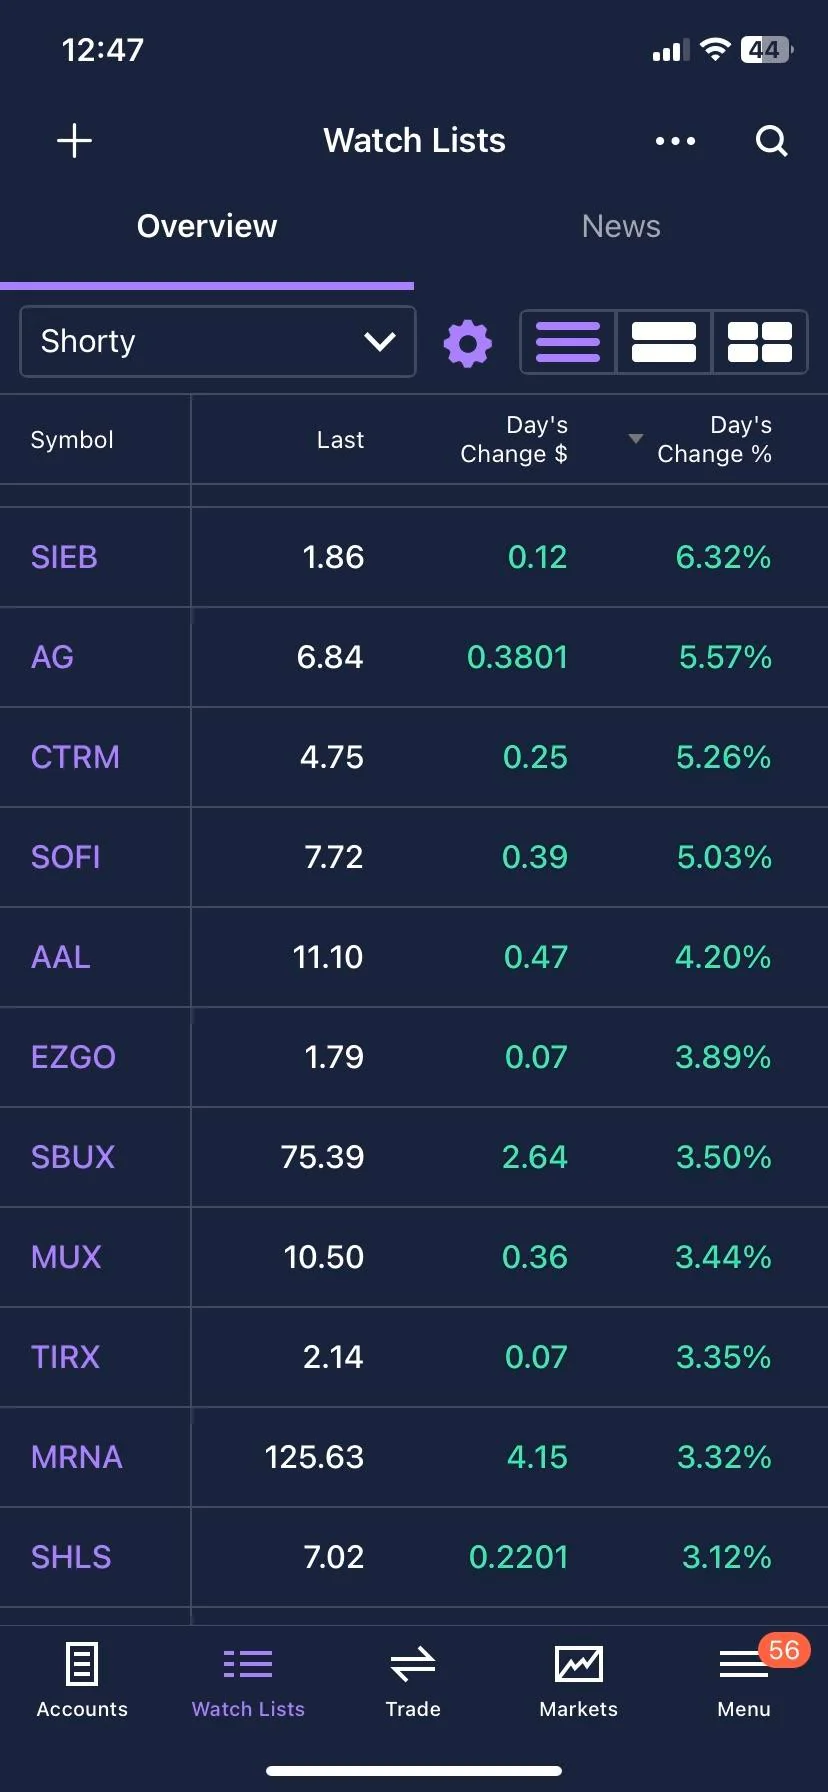 12:47
44
Watch Lists
Overview News
Shorty
Symbol Last Day's Change $ Day's Change %
SIEB 1.86 0.12 6.32%
AG 6.84 0.3801 5.57%
CTRM 4.75 0.25 5.26%
SOFI 7.72 0.39 5.03%
AAL 11.10 0.47 4.20%
EZGO 1.79 0.07 3.89%
SBUX 75.39 2.64 3.50%
MUX 10.50 0.36 3.44%
TIRX 2.14 0.07 3.35%
MRNA 125.63 4.15 3.32%
SHLS 7.02 0.2201 3.12%
56
Accounts Watch Lists Trade Markets Menu